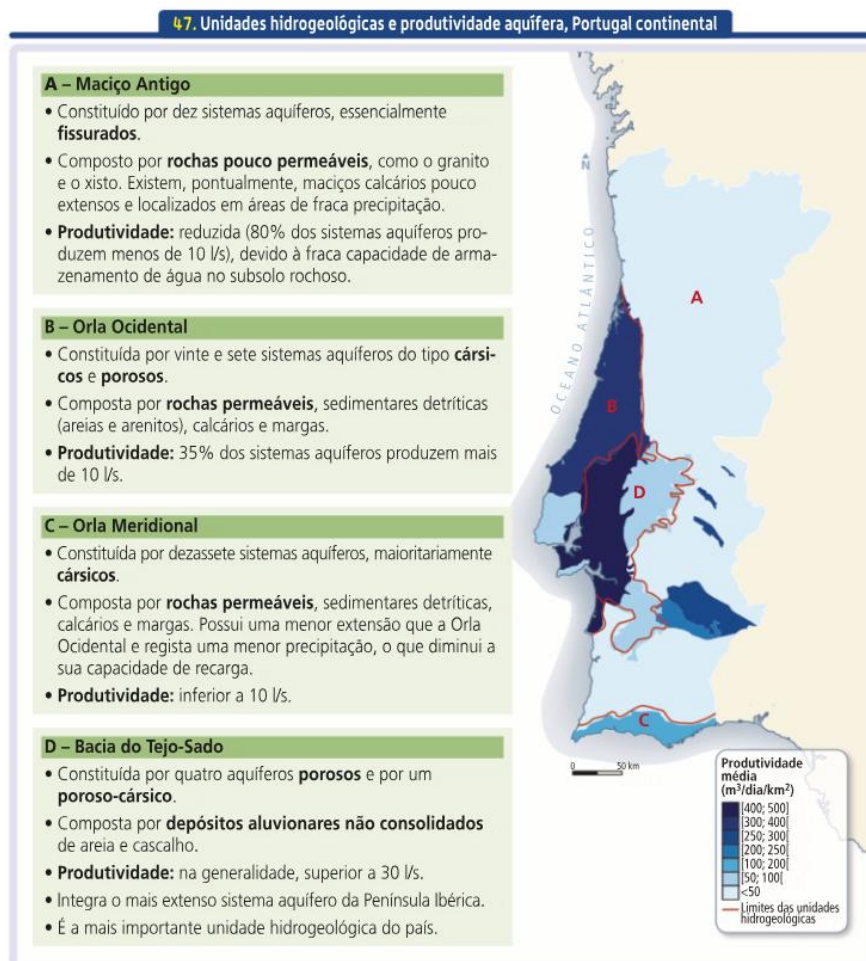 47. Unidades hidrogeológicas e produtividade aquífera, Portugal continental
A – Maciço Antigo
• Constituído por dez sistemas aquíferos, essencialmente
fissurados.
• Composto por rochas pouco permeáveis, como o granito
e o xisto. Existem, pontualmente, maciços calcários pouco
extensos e localizados em áreas de fraca precipitação.
• Produtividade: reduzida (80% dos sistemas aquíferos pro-
duzem menos de 10 l/s), devido à fraca capacidade de arma-
zenamento de água no subsolo rochoso.
B – Orla Ocidental
• Constituída por vinte e sete sistemas aquíferos do tipo cársi-
cos e porosos.
• Composta por rochas permeáveis, sedimentares detríticas
(areias e arenitos), calcários e margas.
• Produtividade: 35% dos sistemas aquíferos produzem mais
de 10 l/s.
C – Orla Meridional
• Constituída por dezassete sistemas aquíferos, maioritariamente
cársicos.
• Composta por rochas permeáveis, sedimentares detríticas,
calcários e margas. Possui uma menor extensão que a Orla
Ocidental e regista uma menor precipitação, o que diminui a
sua capacidade de recarga.
• Produtividade: inferior a 10 l/s.
D – Bacia do Tejo-Sado
• Constituída por quatro aquíferos porosos e por um
poroso-cársico.
• Composta por depósitos aluvionares não consolidados
de areia e cascalho.
• Produtividade: na generalidade, superior a 30 l/s.
• Integra o mais extenso sistema aquífero da Península Ibérica.
• É a mais importante unidade hidrogeológica do país.
N
OCEANO ATLÂNTICO
A
B
D
C
0 50 km
Produtividade
média
(m³/dia/km²)
[400; 500]
[300; 400[
[250; 300[
[200; 250[
[100; 200[
[50; 100[
<50
Limites das unidades
hidrogeológicas